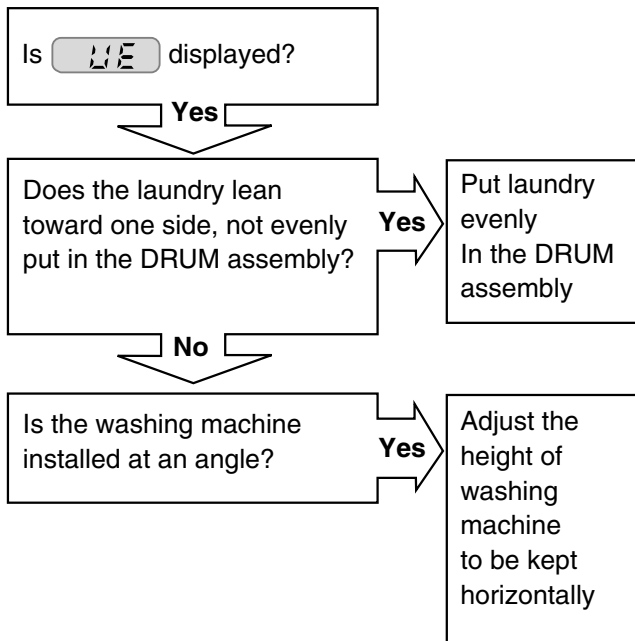 Is UE displayed?
Yes
Does the laundry lean
toward one side, not evenly
put in the DRUM assembly?
Yes
Put laundry
evenly
In the DRUM
assembly
No
Is the washing machine
installed at an angle?
Yes
Adjust the
height of
washing
machine
to be kept
horizontally